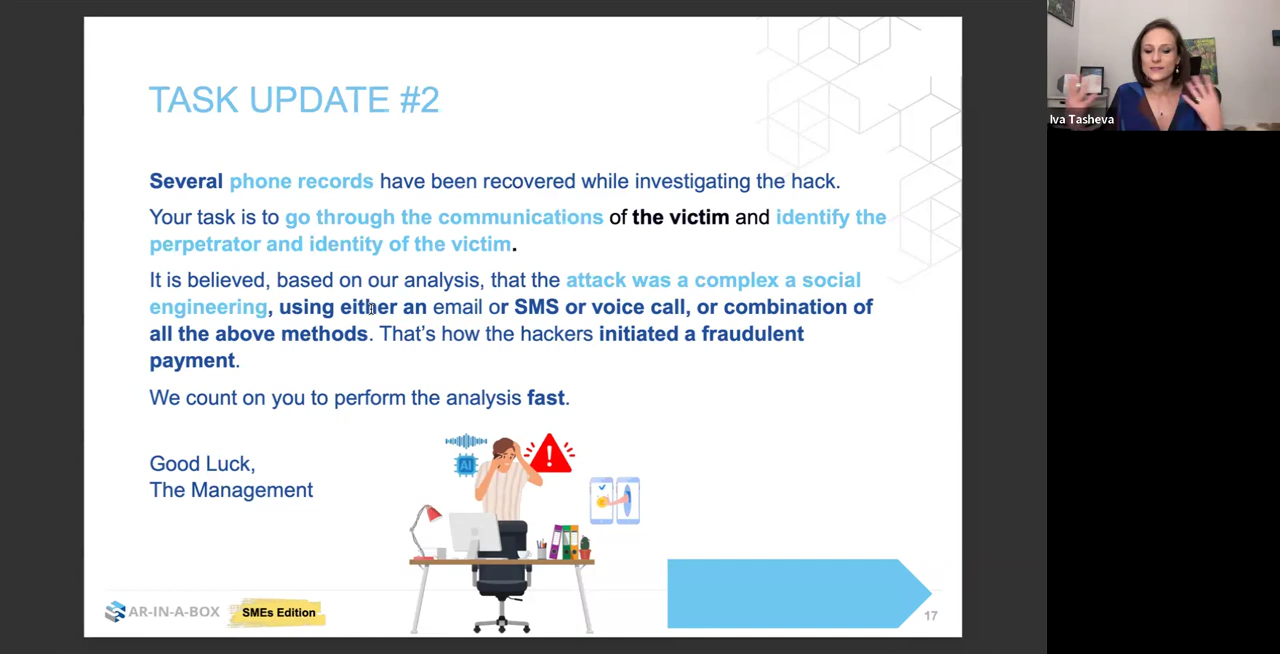 TASK UPDATE #2
Several phone records have been recovered while investigating the hack.
Your task is to go through the communications of the victim and identify the
perpetrator and identity of the victim.
It is believed, based on our analysis, that the attack was a complex a social
engineering, using either an email or SMS or voice call, or combination of
all the above methods. That’s how the hackers initiated a fraudulent
payment.
We count on you to perform the analysis fast.
Good Luck,
The Management
AI
!
AR-IN-A-BOX
SMEs Edition
17
Iva Tasheva